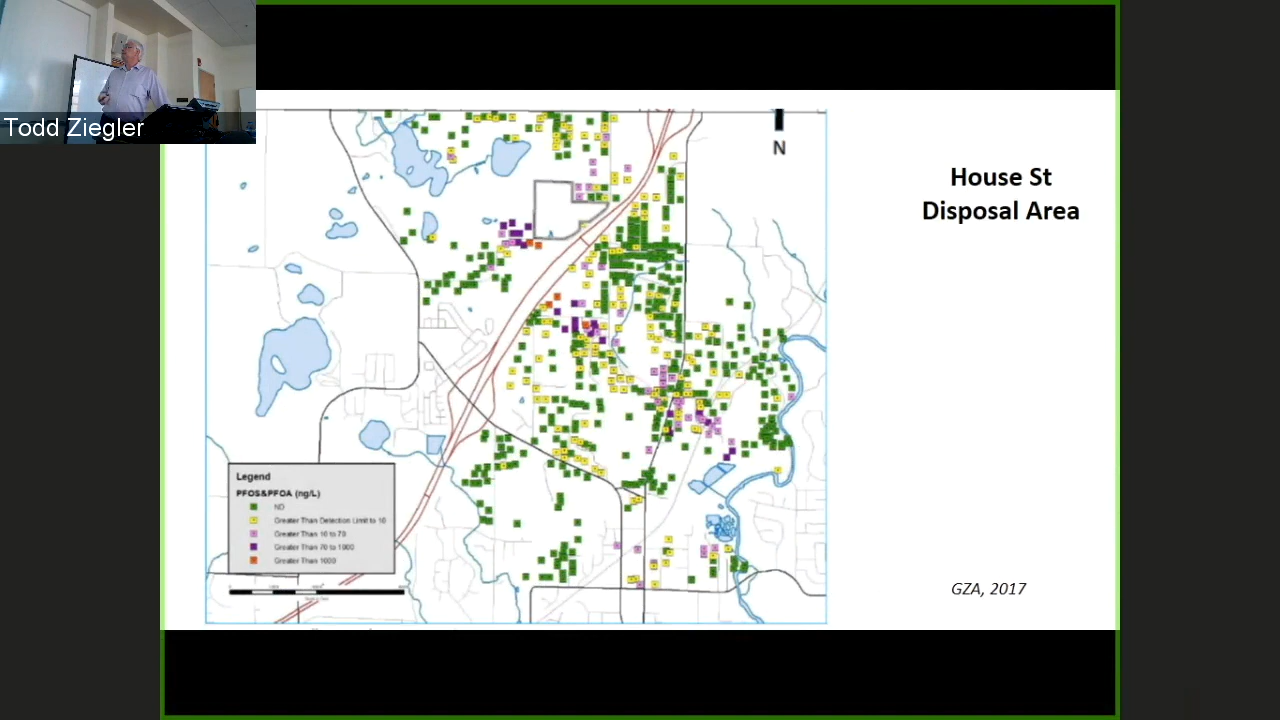 Todd Ziegler
N
House St
Disposal Area
Legend
PFOS&PFOA (ng/L)
ND
Greater Than Detection Limit to 10
Greater Than 10 to 70
Greater Than 70 to 1000
Greater Than 1000
GZA, 2017